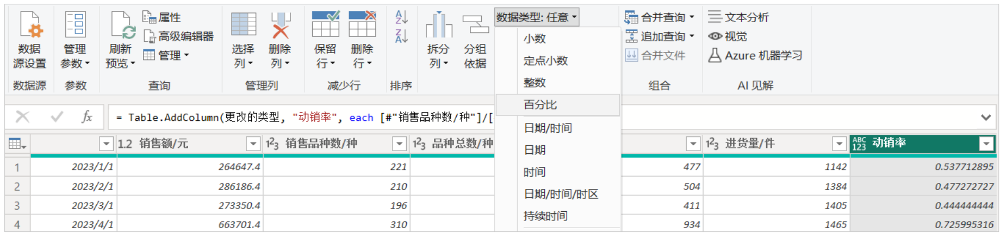 属性
高级编辑器
管理
数据
源设置
管理
参数
刷新
预览
选择
列
删除
列
保留
行
删除
行
A
Z
Z
A
拆分
列
分组
依据
数据类型: 任意
合并查询
追加查询
合并文件
文本分析
视觉
Azure 机器学习
数据源
参数
查询
管理列
减少行
排序
组合
AI 见解
小数
定点小数
整数
百分比
日期/时间
日期
时间
日期/时间/时区
持续时间
fx = Table.AddColumn(更改的类型, "动销率", each [#"销售品种数/种"]/[
1.2 销售额/元 1²3 销售品种数/种 1²3 品种总数/种 1²3 进货量/件 ABC 123 动销率
1 2023/1/1 264647.4 221 477 1142 0.537712895
2 2023/2/1 286186.4 210 504 1384 0.477272727
3 2023/3/1 273350.4 196 411 1405 0.444444444
4 2023/4/1 663701.4 310 934 1465 0.725995316